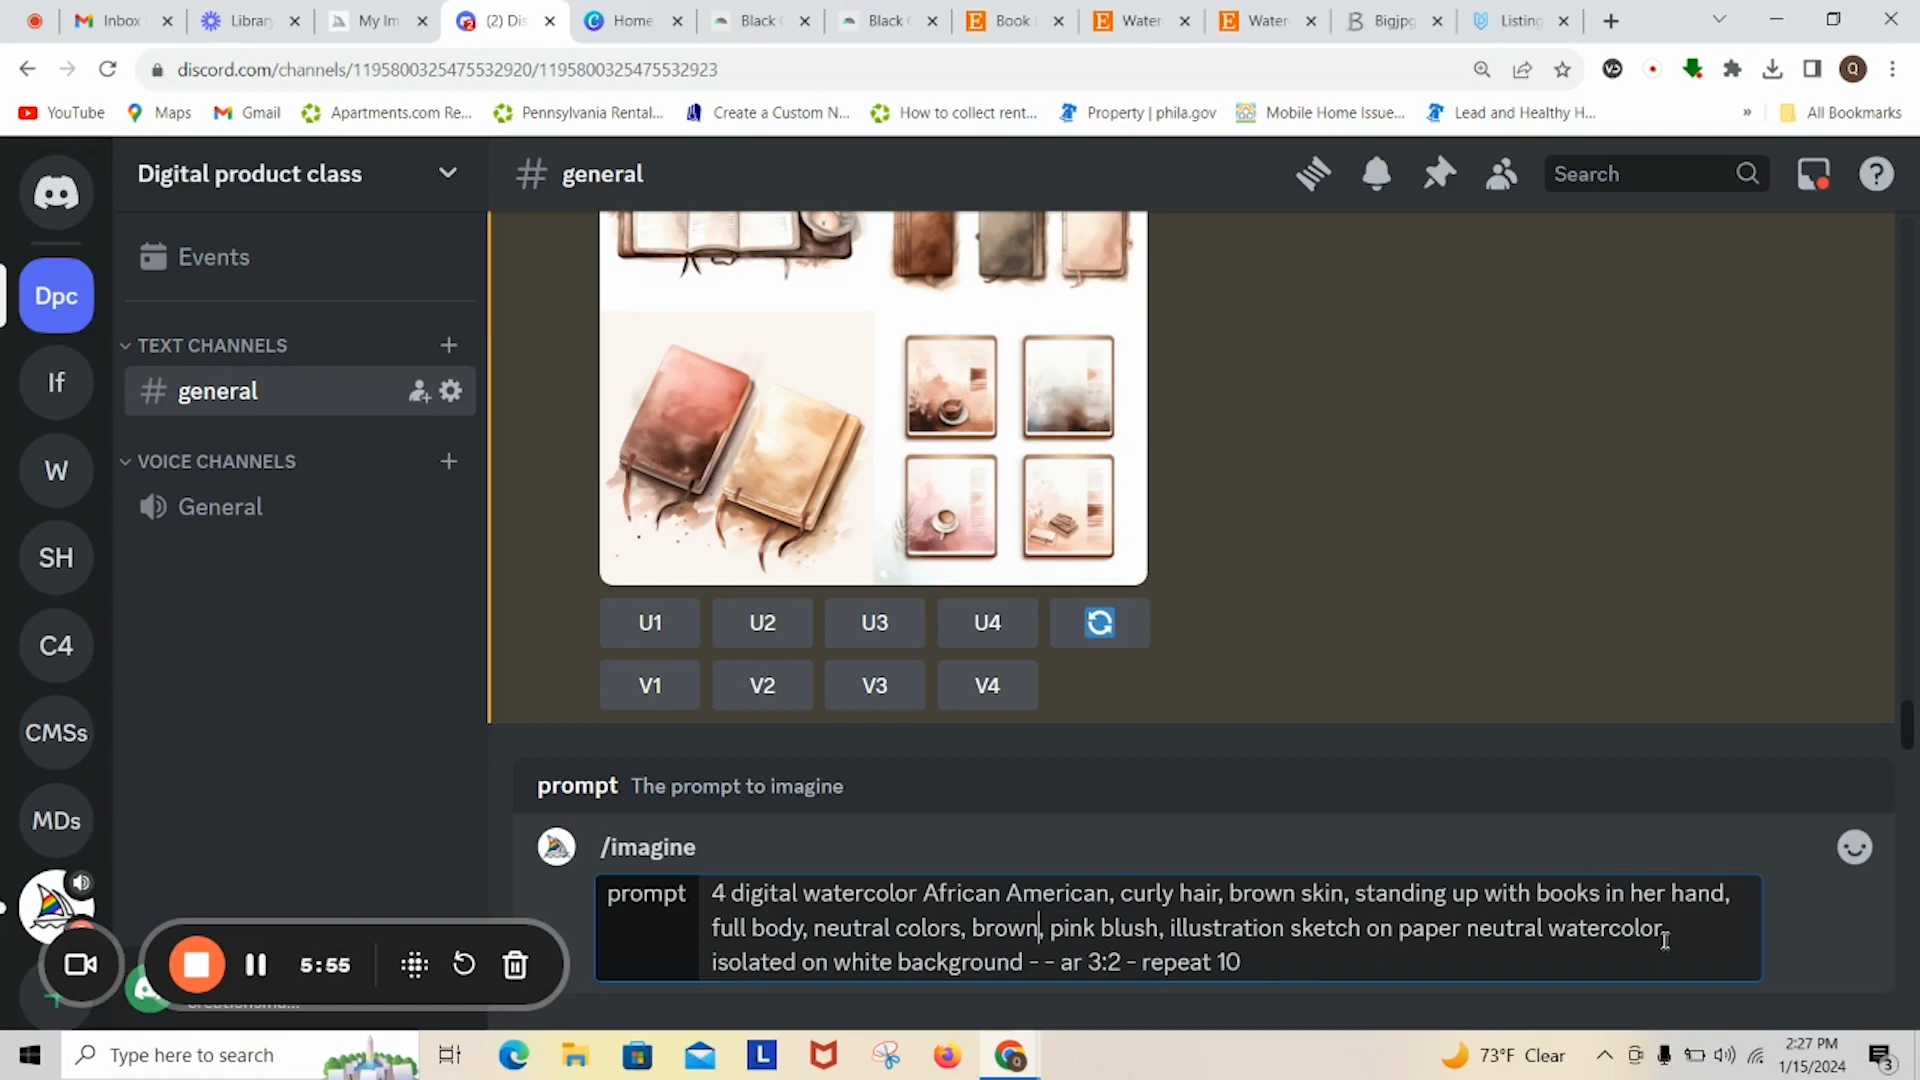 Inbox
Librar
My Im
(2) Dis
Home
Black
Black
Book
Water
Water
Bigjpg
Listing
discord.com/channels/1195800325475532920/1195800325475532923
Q
YouTube
Maps
Gmail
Apartments.com Re...
Pennsylvania Rental...
Create a Custom N...
How to collect rent...
Property | phila.gov
Mobile Home Issue...
Lead and Healthy H...
»
All Bookmarks
Digital product class
# general
Search
Events
Dpc
TEXT CHANNELS
If
# general
W
VOICE CHANNELS
General
SH
C4
CMSs
MDs
U1 U2 U3 U4
V1 V2 V3 V4
prompt The prompt to imagine
/imagine
prompt 4 digital watercolor African American, curly hair, brown skin, standing up with books in her hand,
full body, neutral colors, brown, pink blush, illustration sketch on paper neutral watercolor,
isolated on white background - - ar 3:2 - repeat 10
5:55
Type here to search
L
Q
73°F Clear
2:27 PM
1/15/2024
3